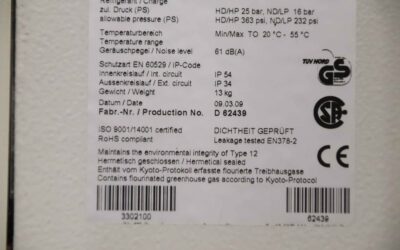 Refrigerant / Charge
zul. Druck (PS) HD/HP 25 bar, ND/LP 16 bar
allowable pressure (PS) HD/HP 363 psi, ND/LP 232 psi
Temperaturbereich Min/Max TO 20 - 55 °C
Temperature range
Geräuschpegel / Noise level 61 dB(A)
Schutzart EN 60529 / IP-Code
Innenkreislauf / Int. circuit IP 54
Aussenkreislauf / Ext. circuit IP 34
Gewicht / Weight 13 kg
Datum / Date 09.03.09
Fabr.-Nr. / Production No. D 62439
ISO 9001/14001 certified DICHTHEIT GEPRÜFT
RoHS compliant Leakage tested EN378-2
Maintains the environmental integrity of Type 12
Hermetisch geschlossen / Hermetical sealed
Enthält vom Kyoto-Protokoll erfasste flourierte Treibhausgase
Contains flourinated greenhouse gas according to Kyoto-Protocol
3302100 62439
TÜV NORD
GS
CE